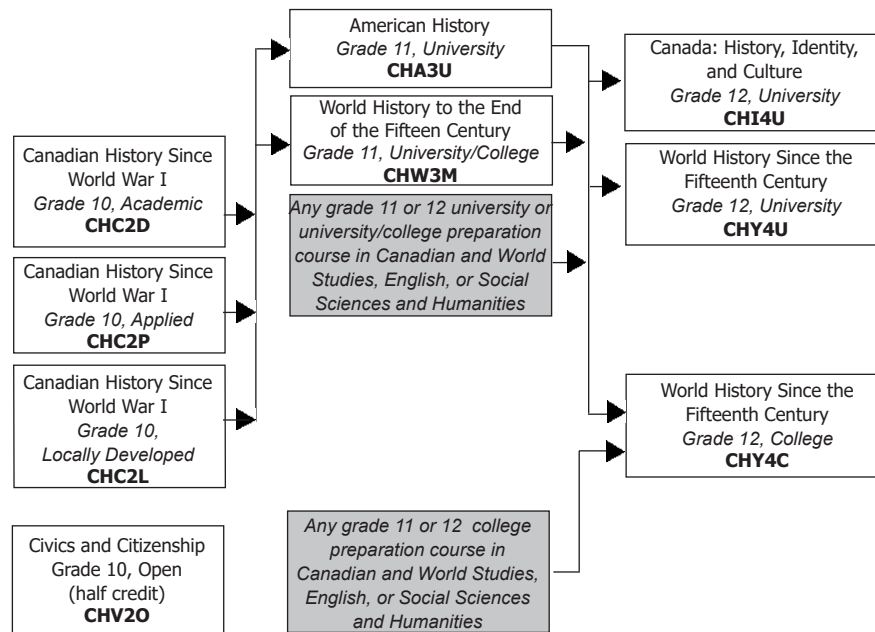 American History
Grade 11, University
CHA3U
World History to the End
of the Fifteen Century
Grade 11, University/College
CHW3M
Any grade 11 or 12 university or
university/college preparation
course in Canadian and World
Studies, English, or Social
Sciences and Humanities
Canadian History Since
World War I
Grade 10, Academic
CHC2D
Canadian History Since
World War I
Grade 10, Applied
CHC2P
Canadian History Since
World War I
Grade 10,
Locally Developed
CHC2L
Civics and Citizenship
Grade 10, Open
(half credit)
CHV2O
Any grade 11 or 12 college
preparation course in
Canadian and World Studies,
English, or Social Sciences
and Humanities
Canada: History, Identity,
and Culture
Grade 12, University
CHI4U
World History Since the
Fifteenth Century
Grade 12, University
CHY4U
World History Since the
Fifteenth Century
Grade 12, College
CHY4C